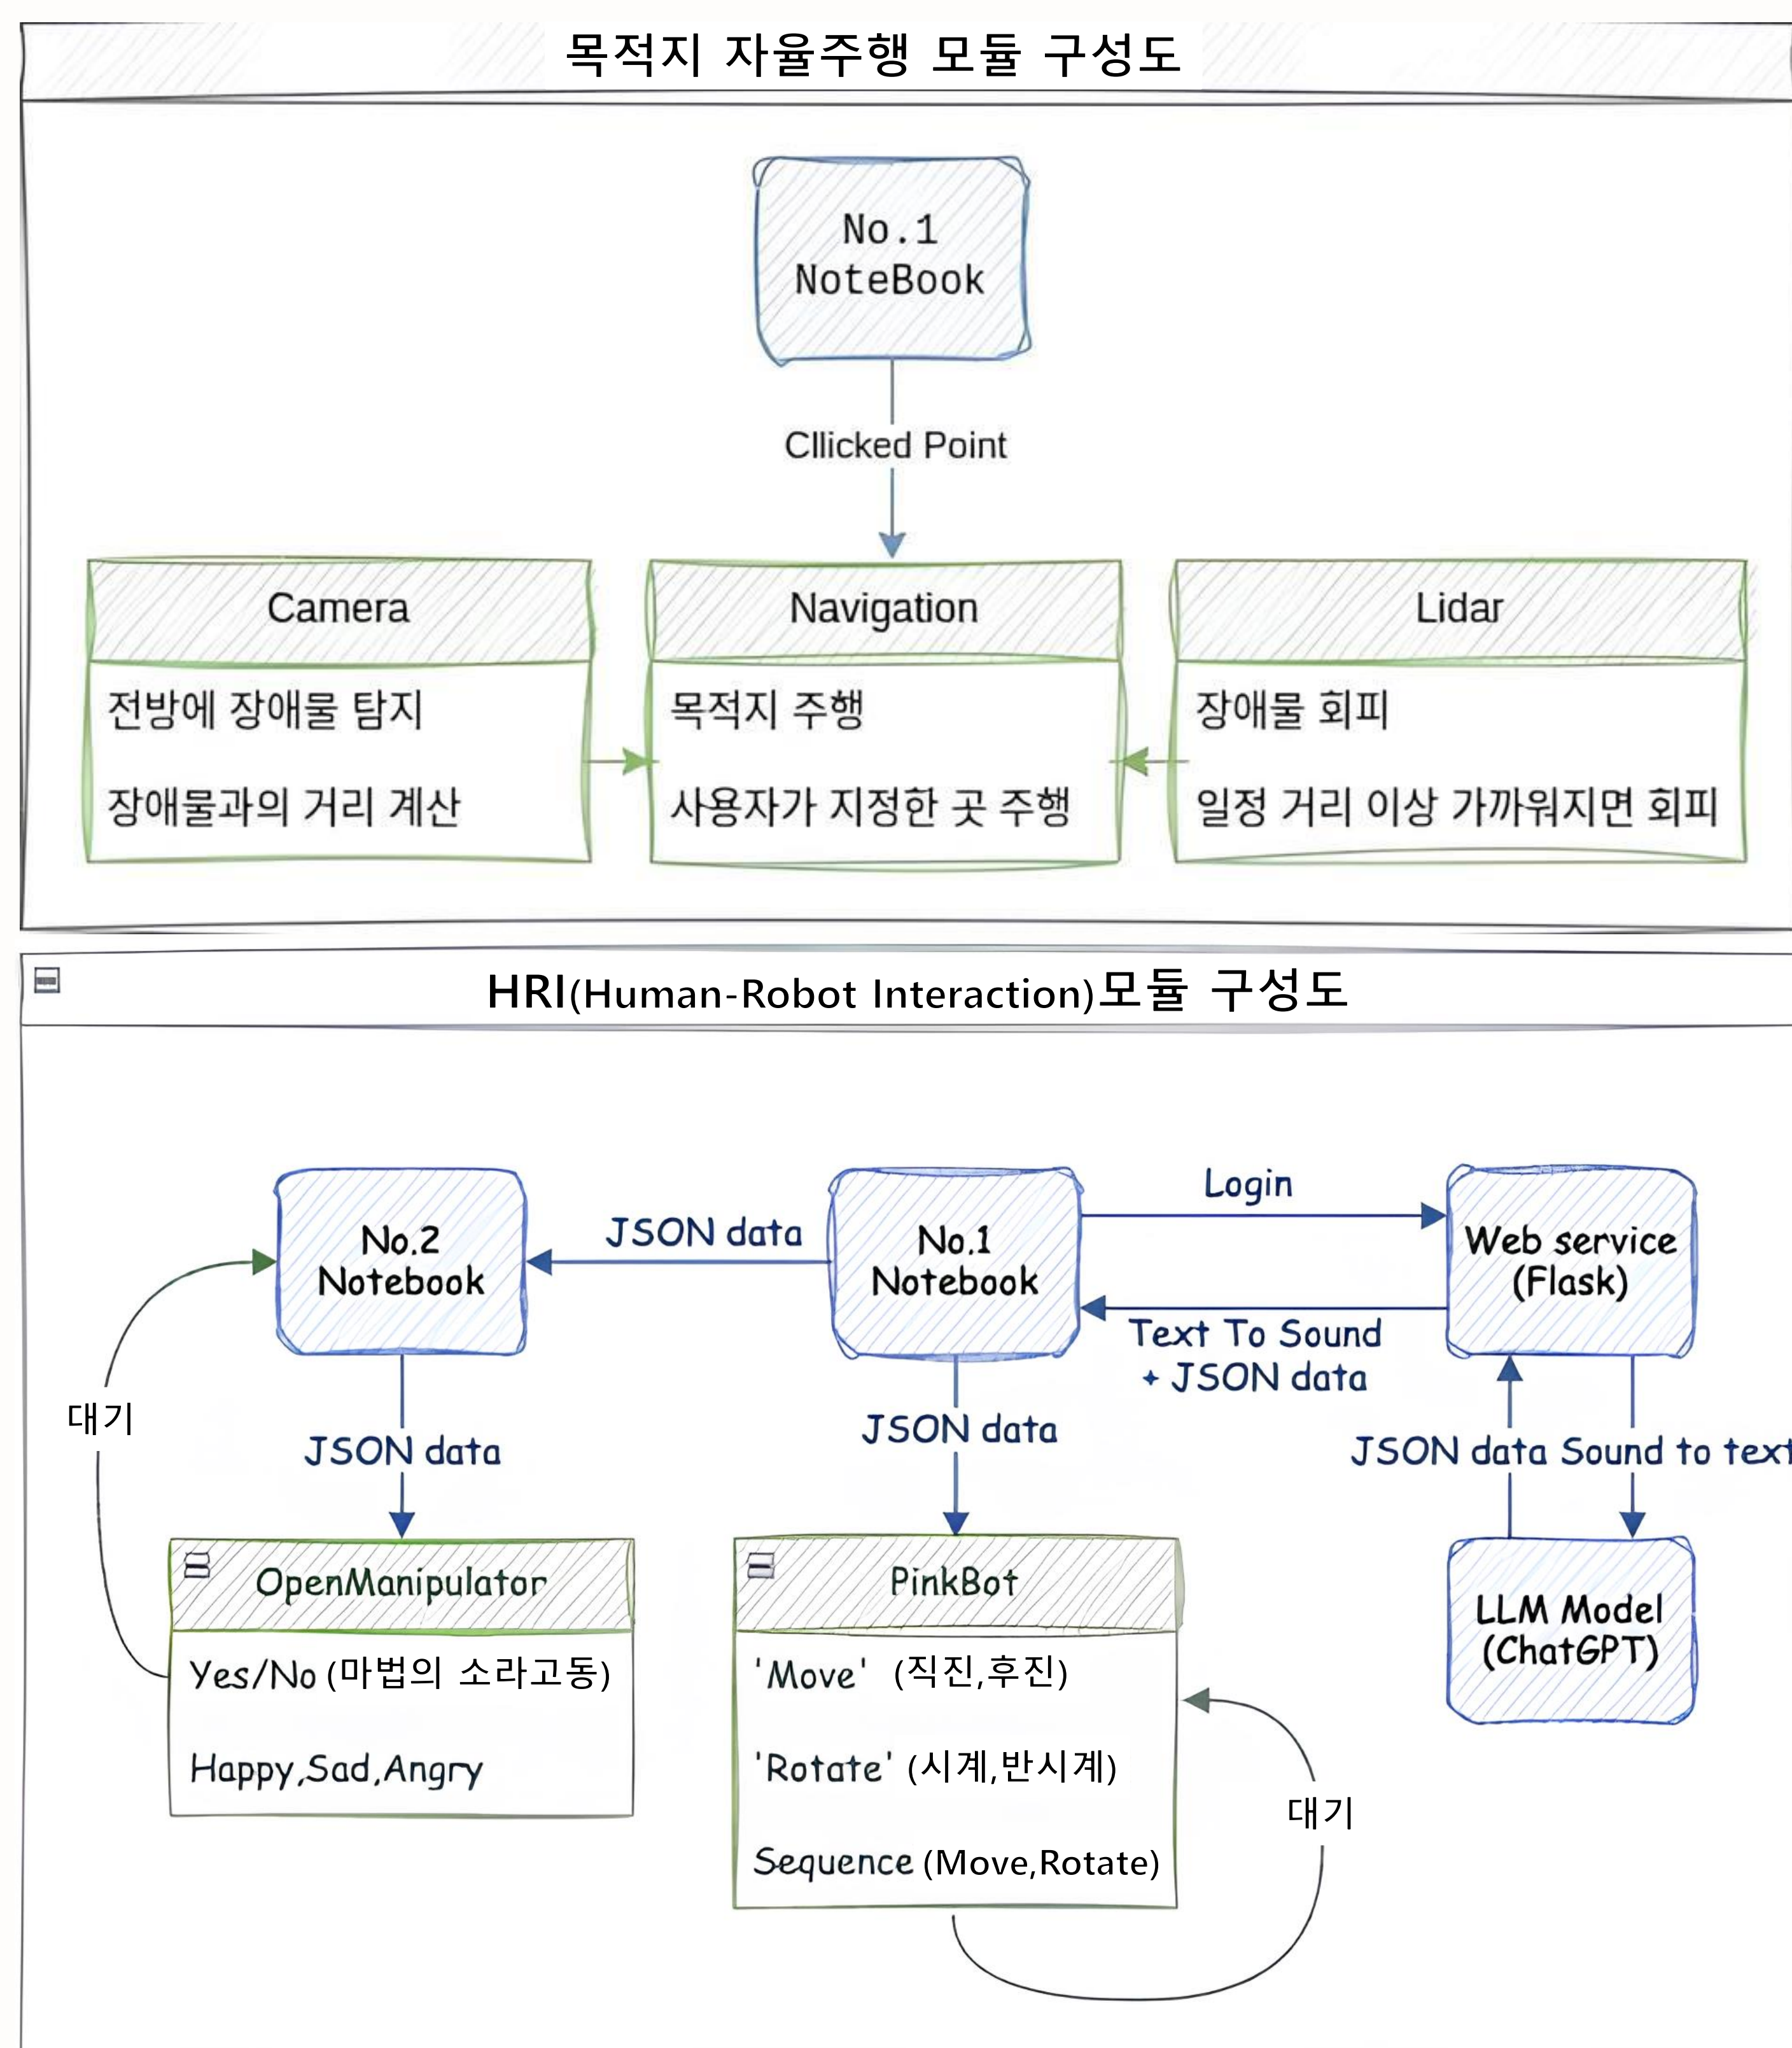 목적지 자율주행 모듈 구성도
No.1
NoteBook
Cllicked Point
Camera
전방에 장애물 탐지
장애물과의 거리 계산
Navigation
목적지 주행
사용자가 지정한 곳 주행
Lidar
장애물 회피
일정 거리 이상 가까워지면 회피
HRI(Human-Robot Interaction)모듈 구성도
No.2
Notebook
JSON data
No.1
Notebook
Login
Web service
(Flask)
Text To Sound
+ JSON data
대기
JSON data
JSON data
JSON data
Sound to text
OpenManipulator
Yes/No (마법의 소라고동)
Happy,Sad,Angry
PinkBot
'Move' (직진,후진)
'Rotate' (시계,반시계)
Sequence (Move,Rotate)
LLM Model
(ChatGPT)
대기